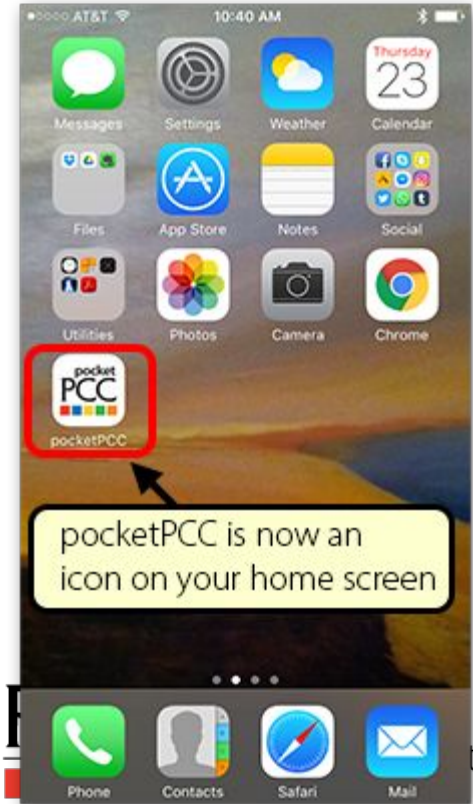 AT&T 10:40 AM
Thursday
23
Messages Settings Weather Calendar
Files App Store Notes Social
Utilities Photos Camera Chrome
pocket
PCC
pocketPCC
pocketPCC is now an
icon on your home screen
Phone Contacts Safari Mail